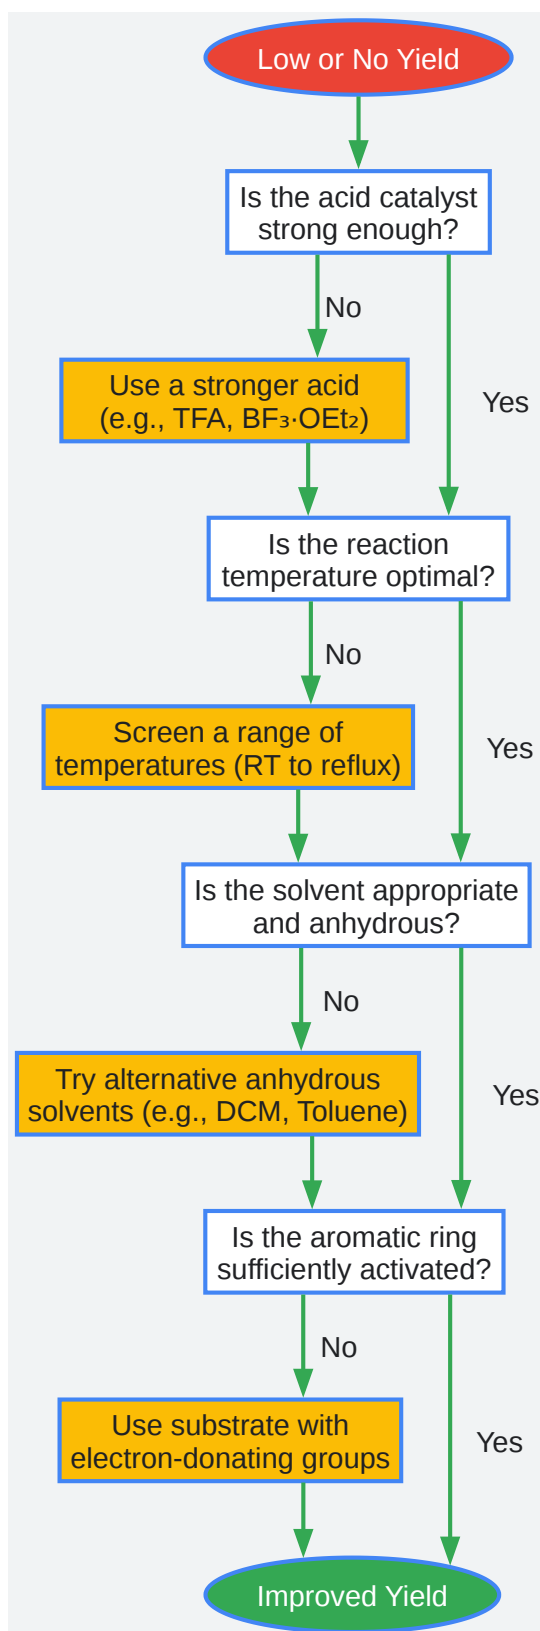 Low or No Yield
Is the acid catalyst
strong enough?
No
Yes
Use a stronger acid
(e.g., TFA, BF₃·OEt₂)
Is the reaction
temperature optimal?
No
Yes
Screen a range of
temperatures (RT to reflux)
Is the solvent appropriate
and anhydrous?
No
Yes
Try alternative anhydrous
solvents (e.g., DCM, Toluene)
Is the aromatic ring
sufficiently activated?
No
Yes
Use substrate with
electron-donating groups
Improved Yield